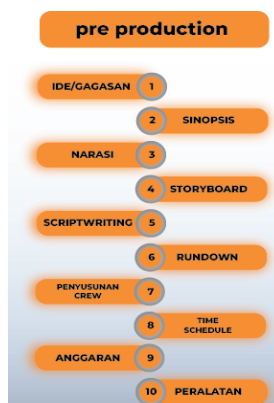 pre production
IDE/GAGASAN 1
2 SINOPSIS
NARASI 3
4 STORYBOARD
SCRIPTWRITING 5
6 RUNDOWN
PENYUSUNAN
CREW 7
8 TIME
SCHEDULE
ANGGARAN 9
10 PERALATAN